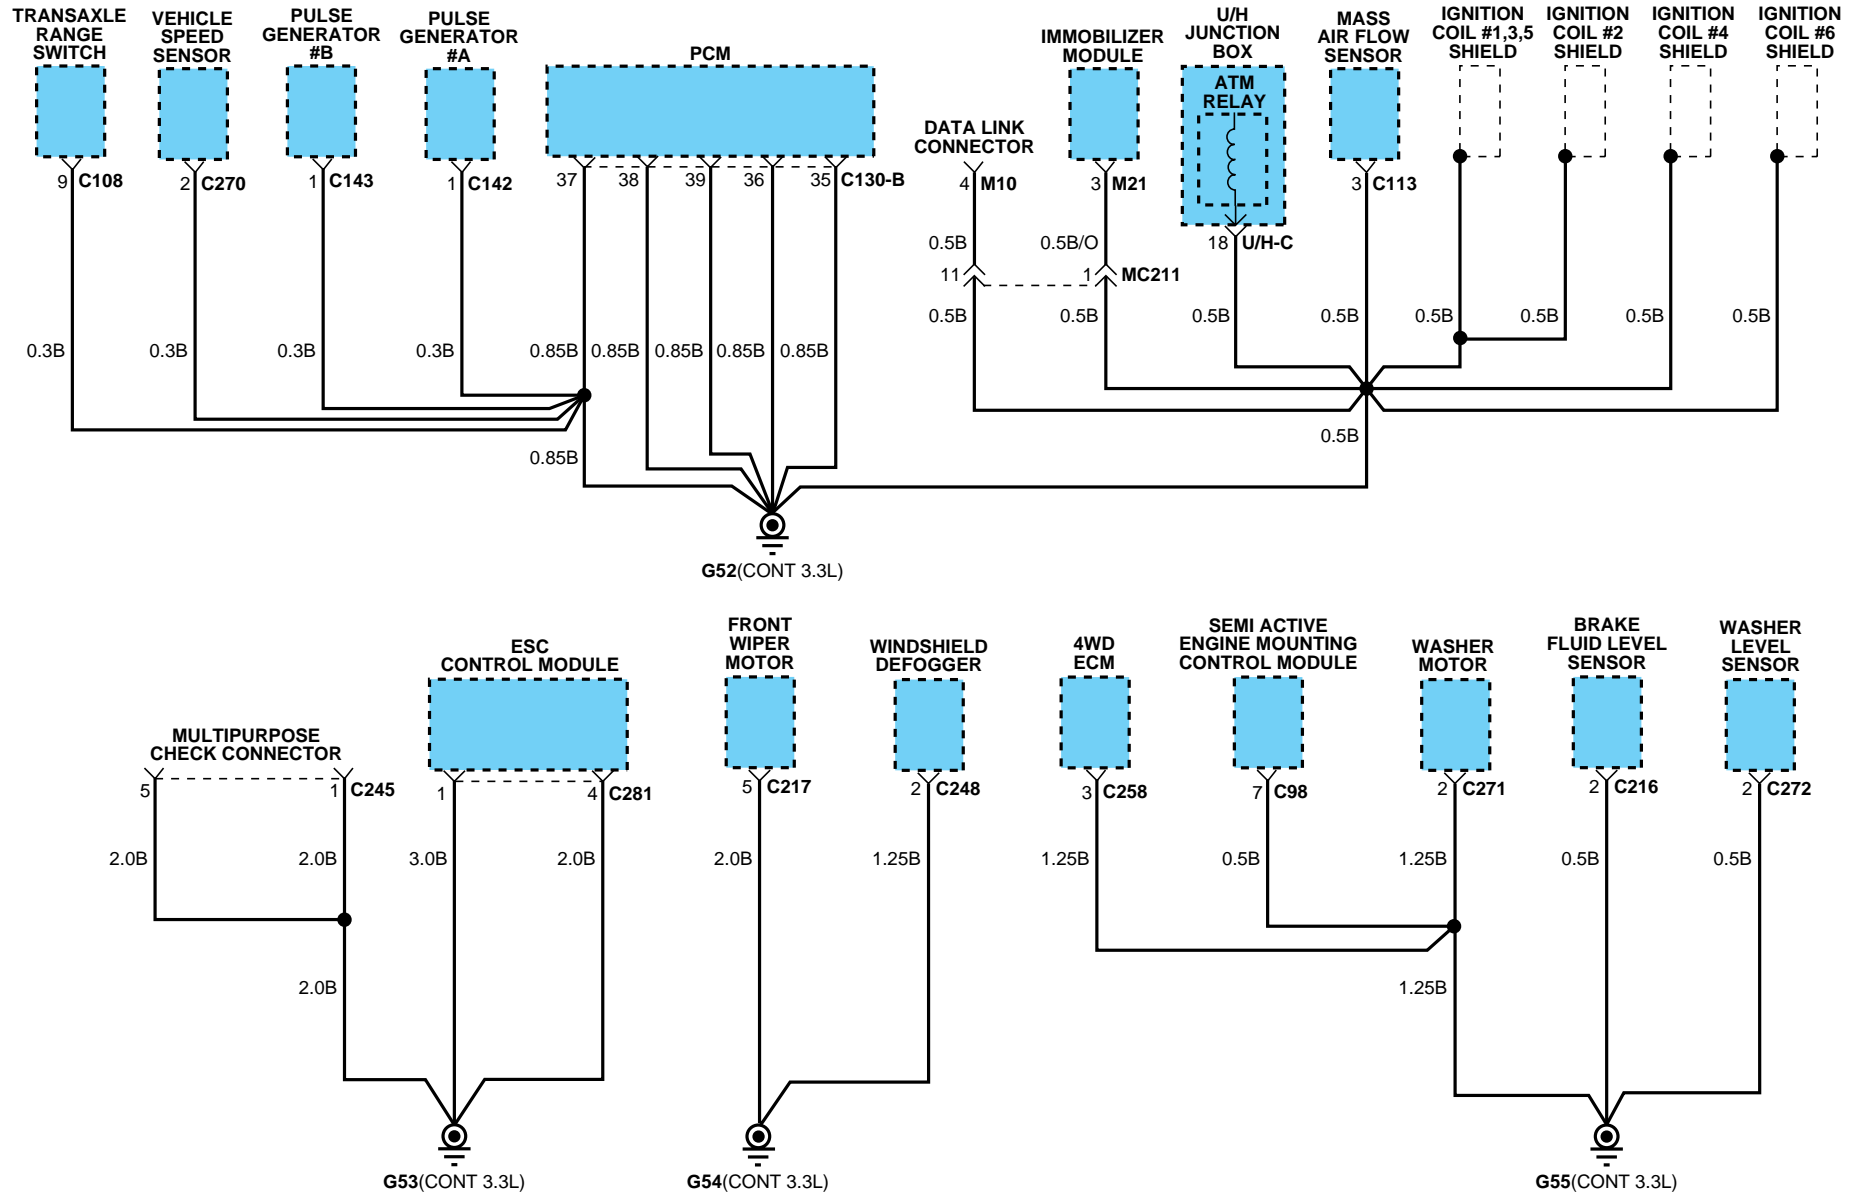 TRANSAXLE
RANGE
SWITCH
VEHICLE
SPEED
SENSOR
PULSE
GENERATOR
#B
PULSE
GENERATOR
#A
PCM
DATA LINK
CONNECTOR
IMMOBILIZER
MODULE
U/H
JUNCTION
BOX
ATM
RELAY
MASS
AIR FLOW
SENSOR
IGNITION
COIL #1,3,5
SHIELD
IGNITION
COIL #2
SHIELD
IGNITION
COIL #4
SHIELD
IGNITION
COIL #6
SHIELD
9 C108
2 C270
1 C143
1 C142
37 38 39 36 35 C130-B
4 M10
3 M21
3 C113
0.5B 0.5B/O 18 U/H-C
11 1 MC211
0.5B 0.5B 0.5B 0.5B 0.5B 0.5B 0.5B 0.5B
0.3B 0.3B 0.3B 0.3B 0.85B 0.85B 0.85B 0.85B 0.85B
0.5B
0.85B
G52(CONT 3.3L)
MULTIPURPOSE
CHECK CONNECTOR
ESC
CONTROL MODULE
FRONT
WIPER
MOTOR
WINDSHIELD
DEFOGGER
4WD
ECM
SEMI ACTIVE
ENGINE MOUNTING
CONTROL MODULE
WASHER
MOTOR
BRAKE
FLUID LEVEL
SENSOR
WASHER
LEVEL
SENSOR
5 1 C245
1 4 C281
5 C217
2 C248
3 C258
7 C98
2 C271
2 C216
2 C272
2.0B 2.0B 3.0B 2.0B 2.0B 1.25B 1.25B 0.5B 1.25B 0.5B 0.5B
2.0B 1.25B
G53(CONT 3.3L)
G54(CONT 3.3L)
G55(CONT 3.3L)